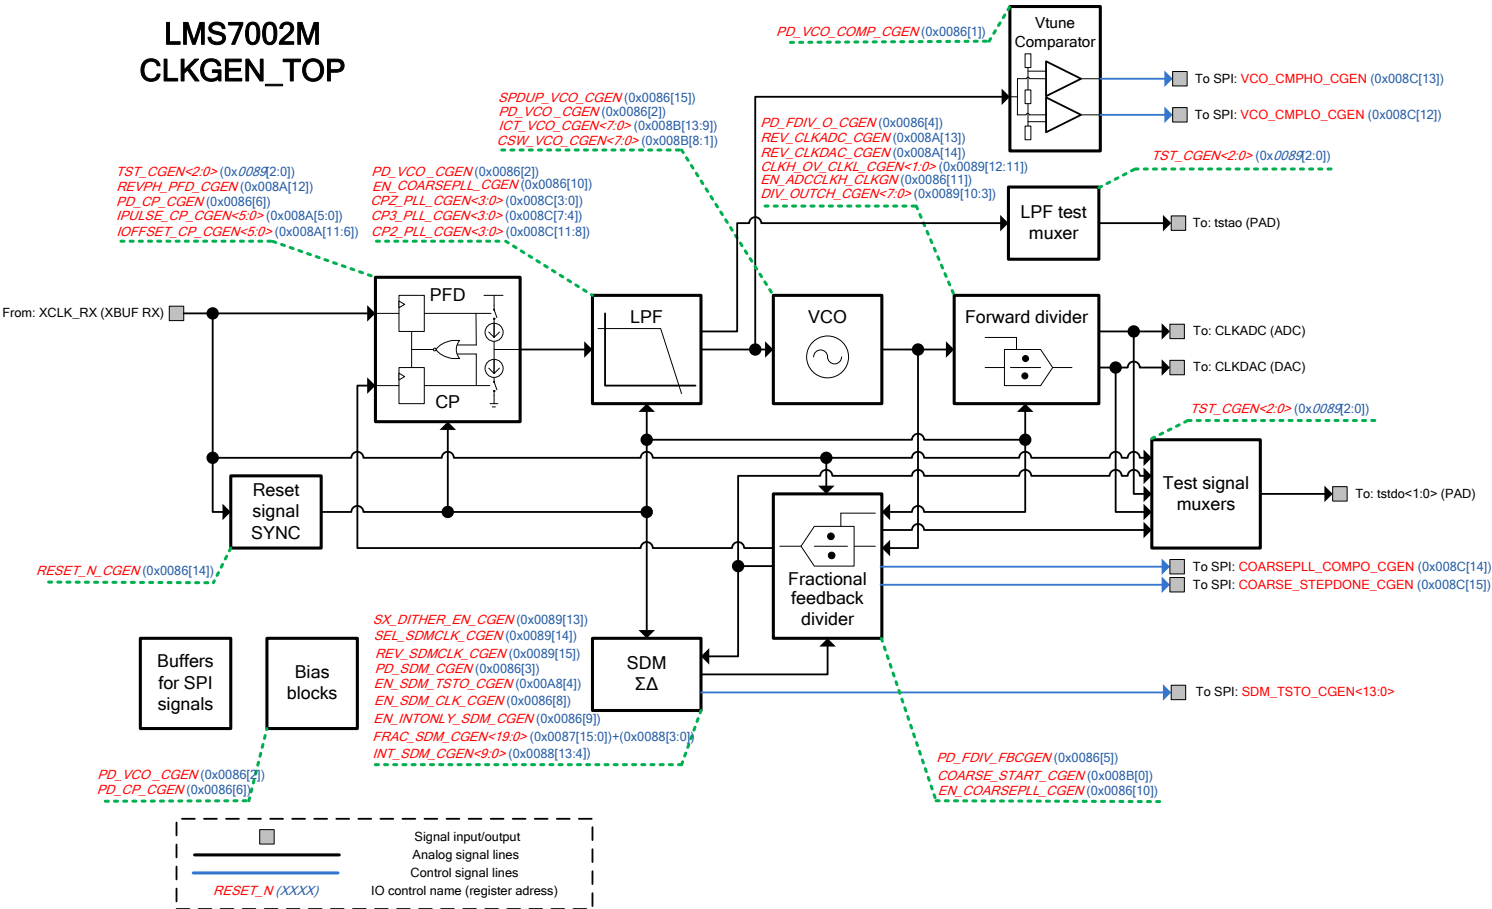 LMS7002M
CLKGEN_TOP
PD_VCO_COMP_CGEN (0x0086[1])
Vtune
Comparator
To SPI: VCO_CMPHO_CGEN (0x008C[13])
To SPI: VCO_CMPLO_CGEN (0x008C[12])
SPDUP_VCO_CGEN (0x0086[15])
PD_VCO_CGEN (0x0086[2])
ICT_VCO_CGEN<7:0> (0x008B[13:9])
CSW_VCO_CGEN<7:0> (0x008B[8:1])
PD_FDIV_O_CGEN (0x0086[4])
REV_CLKADC_CGEN (0x008A[13])
REV_CLKDAC_CGEN (0x008A[14])
CLKH_OV_CLKL_CGEN<1:0> (0x0089[12:11])
EN_ADCCLKH_CLKGN (0x0086[11])
DIV_OUTCH_CGEN<7:0> (0x0089[10:3])
TST_CGEN<2:0> (0x0089[2:0])
LPF test
muxer
To: tstao (PAD)
TST_CGEN<2:0> (0x0089[2:0])
REVPH_PFD_CGEN (0x008A[12])
PD_CP_CGEN (0x0086[6])
IPULSE_CP_CGEN<5:0> (0x008A[5:0])
IOFFSET_CP_CGEN<5:0> (0x008A[11:6])
PD_VCO_CGEN (0x0086[2])
EN_COARSEPLL_CGEN (0x0086[10])
CPZ_PLL_CGEN<3:0> (0x008C[3:0])
CP3_PLL_CGEN<3:0> (0x008C[7:4])
CP2_PLL_CGEN<3:0> (0x008C[11:8])
From: XCLK_RX (XBUF RX)
PFD
CP
LPF
VCO
Forward divider
To: CLKADC (ADC)
To: CLKDAC (DAC)
TST_CGEN<2:0> (0x0089[2:0])
Test signal
muxers
To: tstdo<1:0> (PAD)
Reset
signal
SYNC
RESET_N_CGEN (0x0086[14])
Fractional
feedback
divider
To SPI: COARSEPLL_COMPO_CGEN (0x008C[14])
To SPI: COARSE_STEPDONE_CGEN (0x008C[15])
Buffers
for SPI
signals
Bias
blocks
SX_DITHER_EN_CGEN (0x0089[13])
SEL_SDMCLK_CGEN (0x0089[14])
REV_SDMCLK_CGEN (0x0089[15])
PD_SDM_CGEN (0x0086[3])
EN_SDM_TSTO_CGEN (0x00A8[4])
EN_SDM_CLK_CGEN (0x0086[8])
EN_INTONLY_SDM_CGEN (0x0086[9])
FRAC_SDM_CGEN<19:0> (0x0087[15:0])+(0x0088[3:0])
INT_SDM_CGEN<9:0> (0x0088[13:4])
SDM
ΣΔ
To SPI: SDM_TSTO_CGEN<13:0>
PD_VCO_CGEN (0x0086[2])
PD_CP_CGEN (0x0086[6])
PD_FDIV_FBCGEN (0x0086[5])
COARSE_START_CGEN (0x008B[0])
EN_COARSEPLL_CGEN (0x0086[10])
Signal input/output
Analog signal lines
Control signal lines
RESET_N (XXXX) IO control name (register adress)